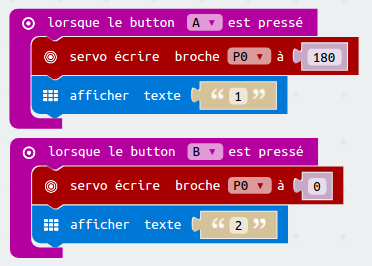 lorsque le button A est pressé
servo écrire broche P0 à 180
afficher texte “ 1 ”
lorsque le button B est pressé
servo écrire broche P0 à 0
afficher texte “ 2 ”